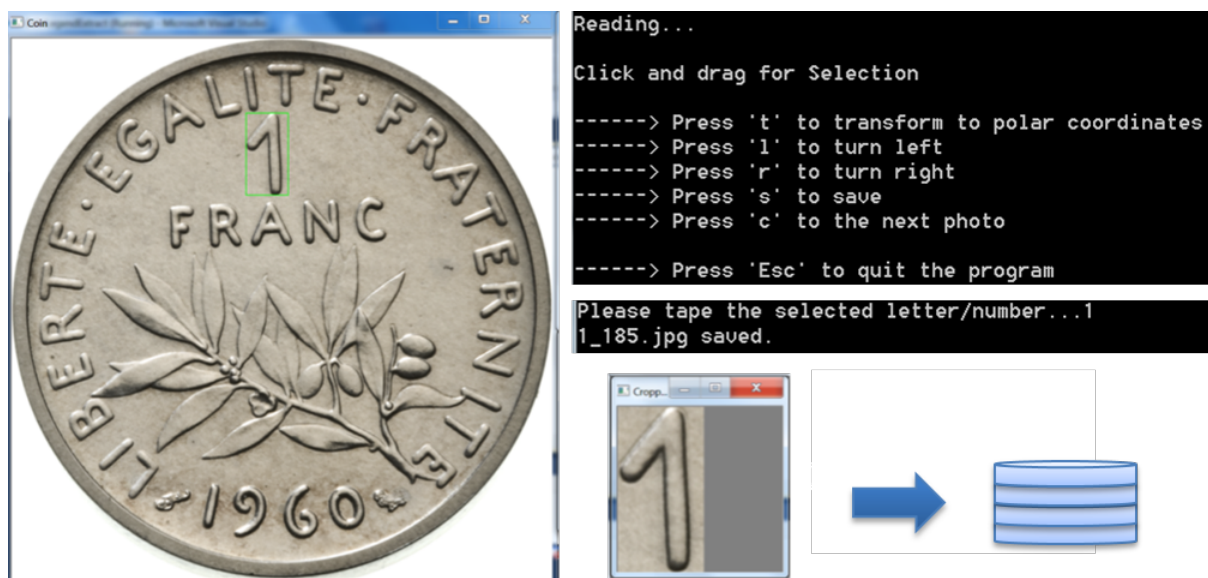 Coin
LIBERTE · EGALITE · FRATERNITE
1
FRANC
1960
Reading...
Click and drag for Selection
------> Press 't' to transform to polar coordinates
------> Press 'l' to turn left
------> Press 'r' to turn right
------> Press 's' to save
------> Press 'c' to the next photo
------> Press 'Esc' to quit the program
Please tape the selected letter/number...1
1_185.jpg saved.
Cropp...
1